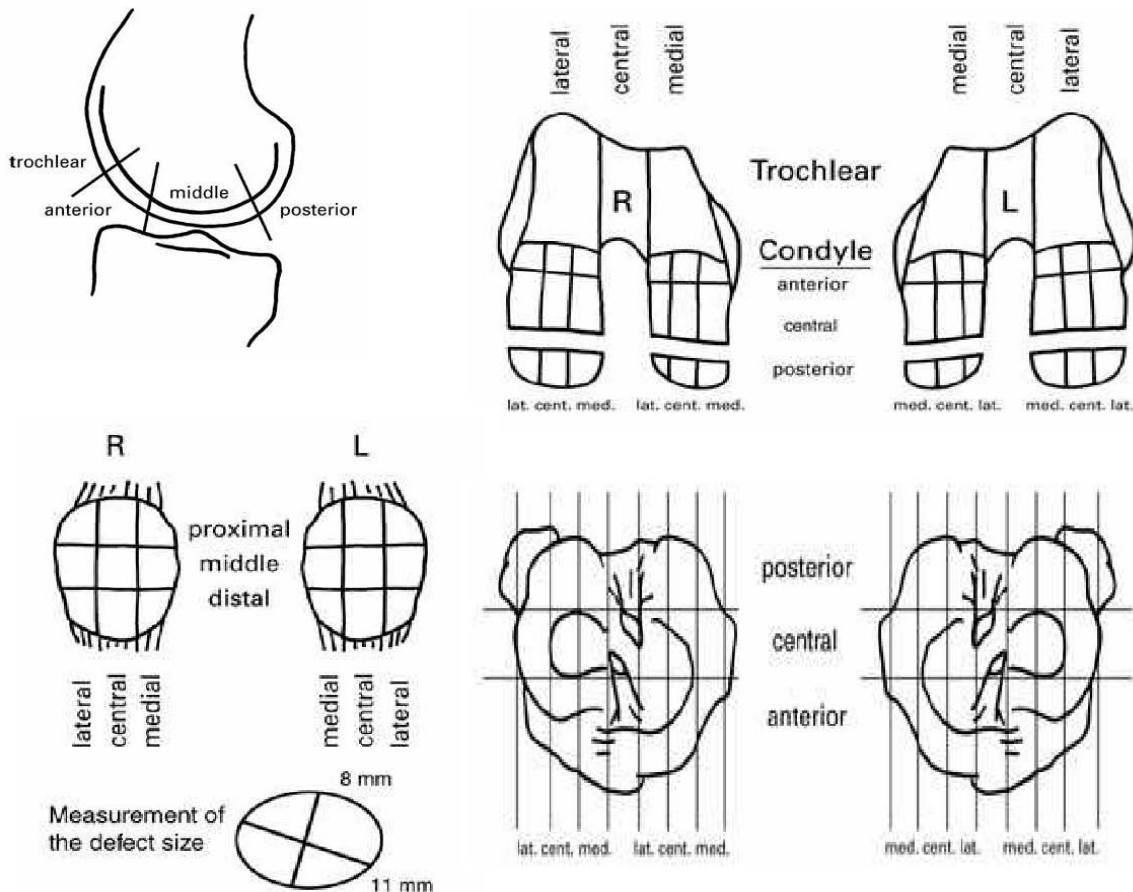 trochlear
anterior
middle
posterior
lateral
central
medial
medial
central
lateral
Trochlear
R
L
Condyle
anterior
central
posterior
lat. cent. med.
lat. cent. med.
med. cent. lat.
med. cent. lat.
R
L
proximal
middle
distal
lateral
central
medial
medial
central
lateral
Measurement of
the defect size
8 mm
11 mm
posterior
central
anterior
lat. cent. med.
lat. cent. med.
med. cent. lat.
med. cent. lat.